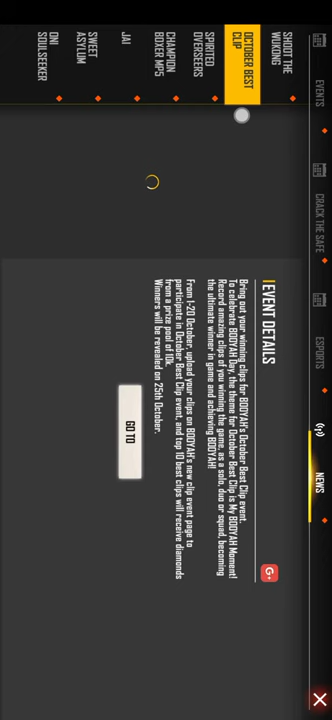 EVENTS
CRACK THE SAFE
ESPORTS
NEWS
SHOOT THE
WUKONG
OCTOBER BEST
CLIP
SPIRITED
OVERSEERS
CHAMPION
BOXER MP5
JAI
SWEET
ASYLUM
ONI
SOULSEEKER
EVENT DETAILS
G+
Bring out your winning clips for BOOYAH's October Best Clip event.
To celebrate BOOYAH Day, the theme for October Best Clip is My BOOYAH Moment!
Record amazing clips of you winning the game, as a solo, duo or squad, becoming
the ultimate winner in game and achieving BOOYAH!
From 1-20 October, upload your clips on BOOYAH's new clip event page to
participate in October Best Clip event, and top 10 best clips will receive diamonds
from a prize pool of 10k.
Winners will be revealed on 25th October.
GO TO